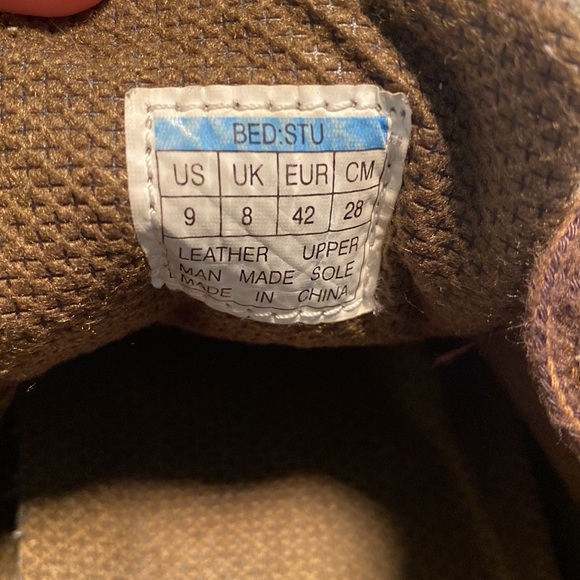 BED:STU
US UK EUR CM
9 8 42 28
LEATHER UPPER
MAN MADE SOLE
MADE IN CHINA